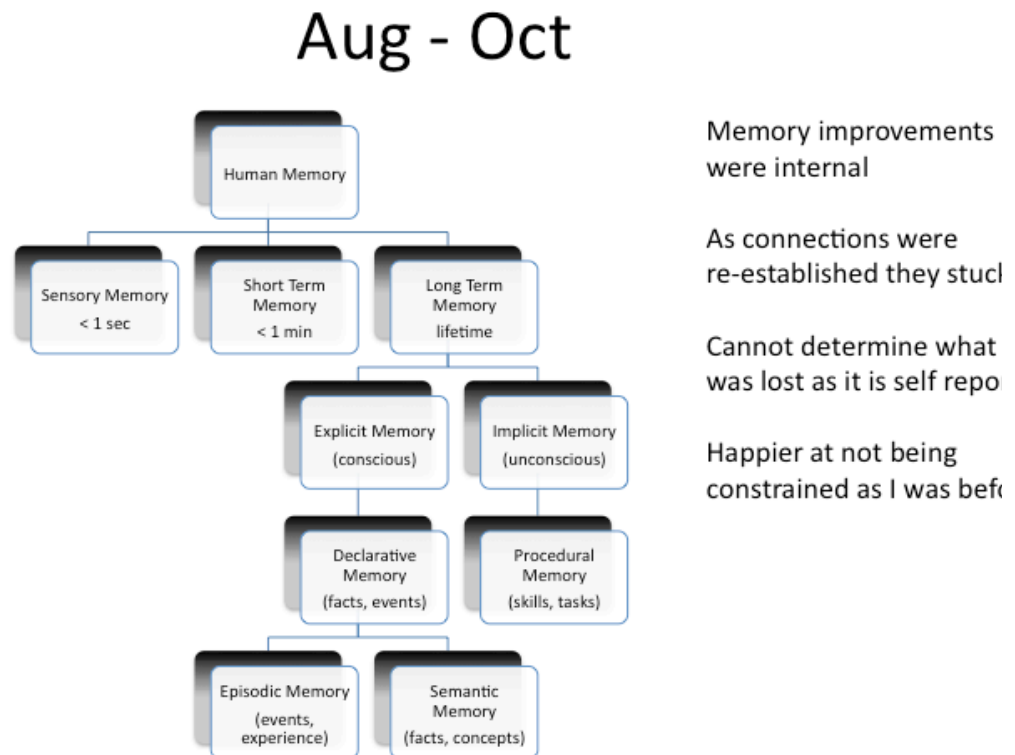 Aug - Oct
Human Memory
Sensory Memory
< 1 sec
Short Term
Memory
< 1 min
Long Term
Memory
lifetime
Explicit Memory
(conscious)
Implicit Memory
(unconscious)
Declarative
Memory
(facts, events)
Procedural
Memory
(skills, tasks)
Episodic Memory
(events,
experience)
Semantic
Memory
(facts, concepts)
Memory improvements
were internal
As connections were
re-established they
Cannot determine what
was lost as it is self
Happier at not being
constrained as I was